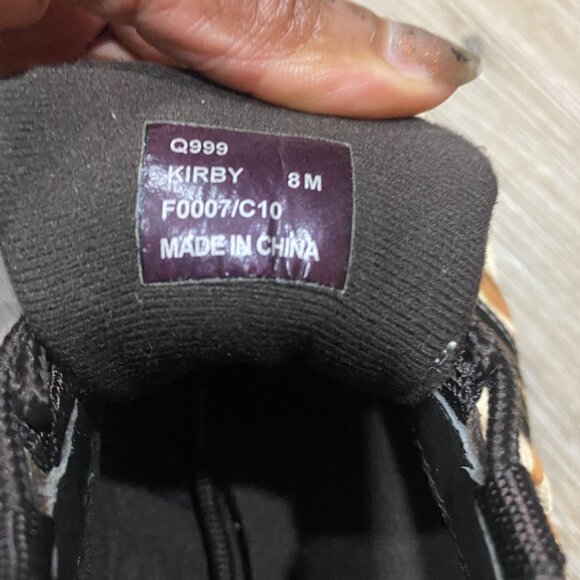 Q999
KIRBY 8 M
F0007/C10
MADE IN CHINA